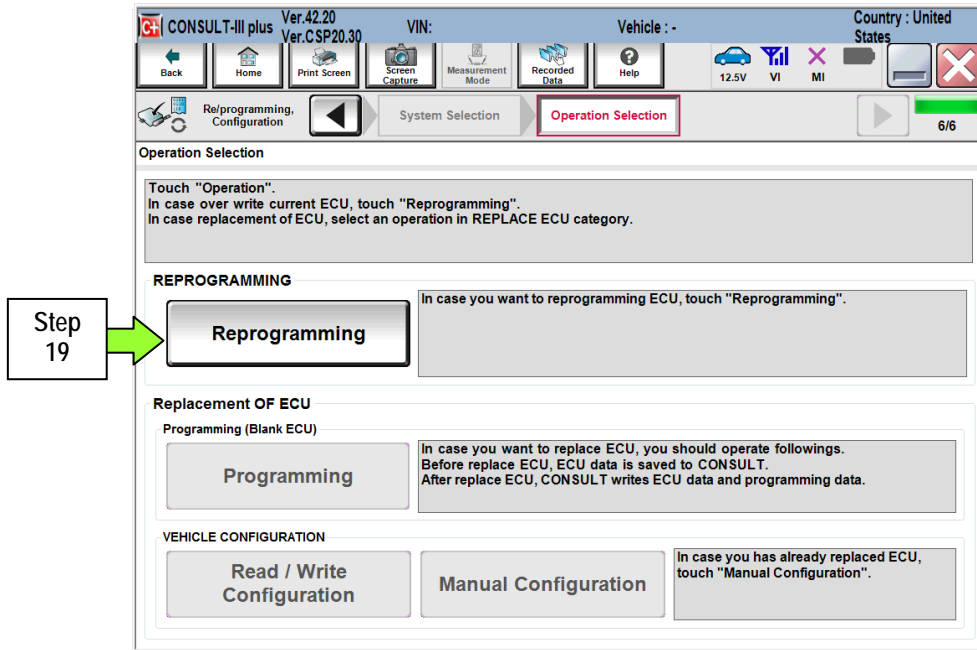 CONSULT-III plus
Ver.42.20
Ver.CSP20.30
VIN:
Vehicle : -
Country : United
States
Back
Home
Print Screen
Screen
Capture
Measurement
Mode
Recorded
Data
Help
12.5V
VI
MI
Re/programming,
Configuration
System Selection
Operation Selection
6/6
Operation Selection
Touch "Operation".
In case over write current ECU, touch "Reprogramming".
In case replacement of ECU, select an operation in REPLACE ECU category.
REPROGRAMMING
Step
19
Reprogramming
In case you want to reprogramming ECU, touch "Reprogramming".
Replacement OF ECU
Programming (Blank ECU)
Programming
In case you want to replace ECU, you should operate followings.
Before replace ECU, ECU data is saved to CONSULT.
After replace ECU, CONSULT writes ECU data and programming data.
VEHICLE CONFIGURATION
Read / Write
Configuration
Manual Configuration
In case you has already replaced ECU,
touch "Manual Configuration".